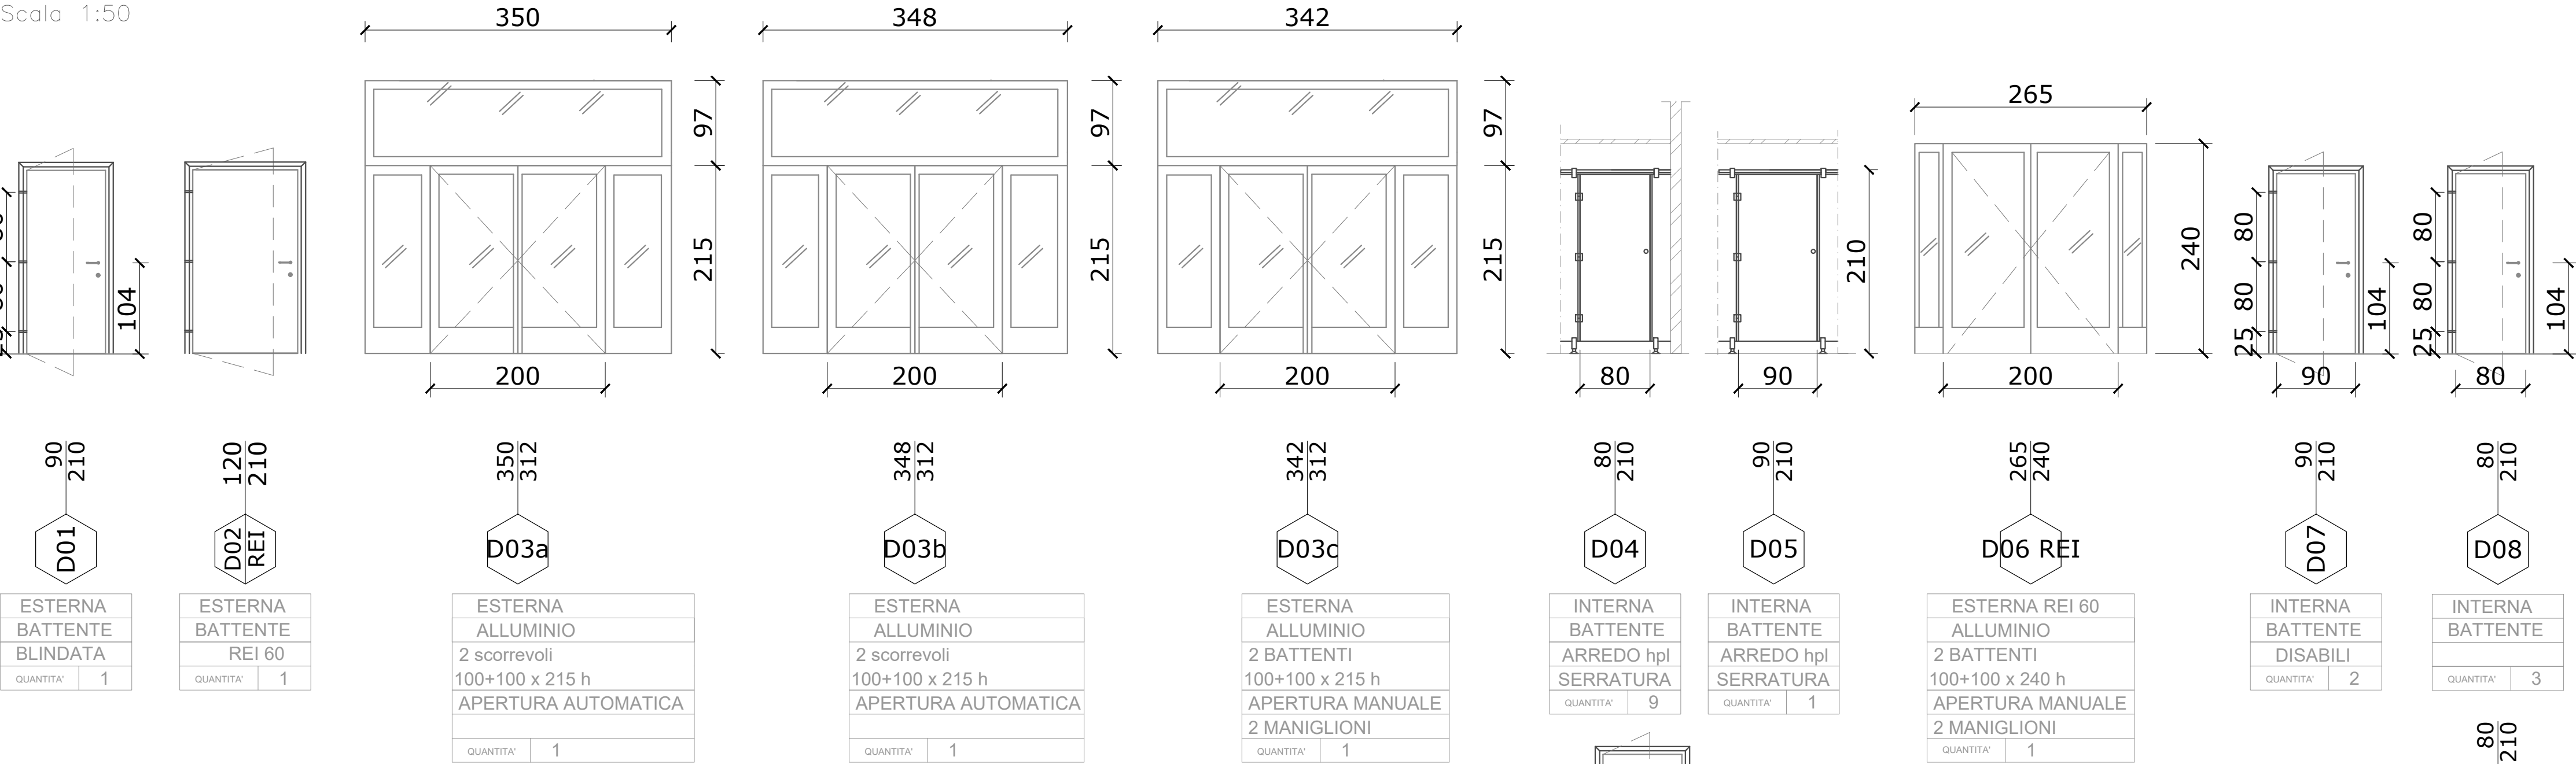 Scala 1:50
350
348
342
265
97
97
97
215
215
215
210
240
104
80
80
25
104
80
80
25
104
200
200
200
80
90
200
90
80
90
210
120
210
350
312
348
312
342
312
80
210
90
210
265
240
90
210
80
210
D01
D02
REI
D03a
D03b
D03c
D04
D05
D06 REI
D07
D08
ESTERNA
BATTENTE
BLINDATA
QUANTITA' 1
ESTERNA
BATTENTE
REI 60
QUANTITA' 1
ESTERNA
ALLUMINIO
2 scorrevoli
100+100 x 215 h
APERTURA AUTOMATICA
QUANTITA' 1
ESTERNA
ALLUMINIO
2 scorrevoli
100+100 x 215 h
APERTURA AUTOMATICA
QUANTITA' 1
ESTERNA
ALLUMINIO
2 BATTENTI
100+100 x 215 h
APERTURA MANUALE
2 MANIGLIONI
QUANTITA' 1
INTERNA
BATTENTE
ARREDO hpl
SERRATURA
QUANTITA' 9
INTERNA
BATTENTE
ARREDO hpl
SERRATURA
QUANTITA' 1
ESTERNA REI 60
ALLUMINIO
2 BATTENTI
100+100 x 240 h
APERTURA MANUALE
2 MANIGLIONI
QUANTITA' 1
INTERNA
BATTENTE
DISABILI
QUANTITA' 2
INTERNA
BATTENTE
QUANTITA' 3
80
210